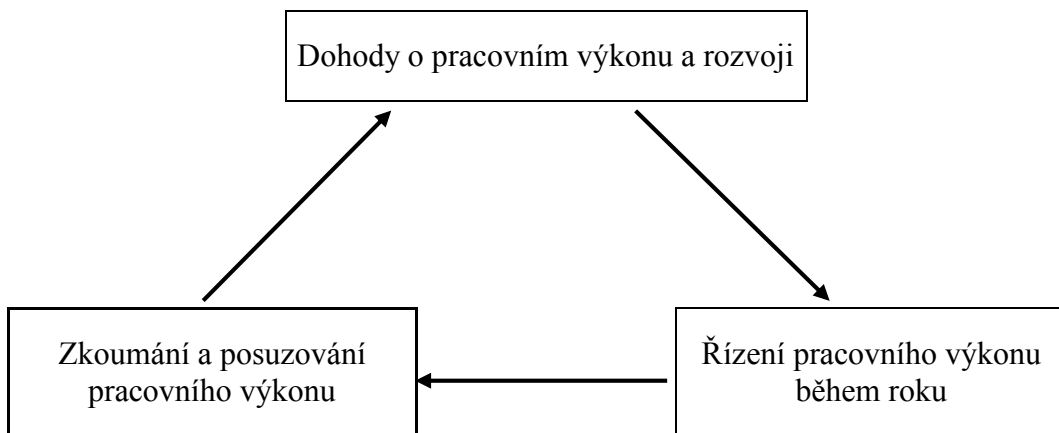 Dohody o pracovním výkonu a rozvoji
Zkoumání a posuzování
pracovního výkonu
Řízení pracovního výkonu
během roku